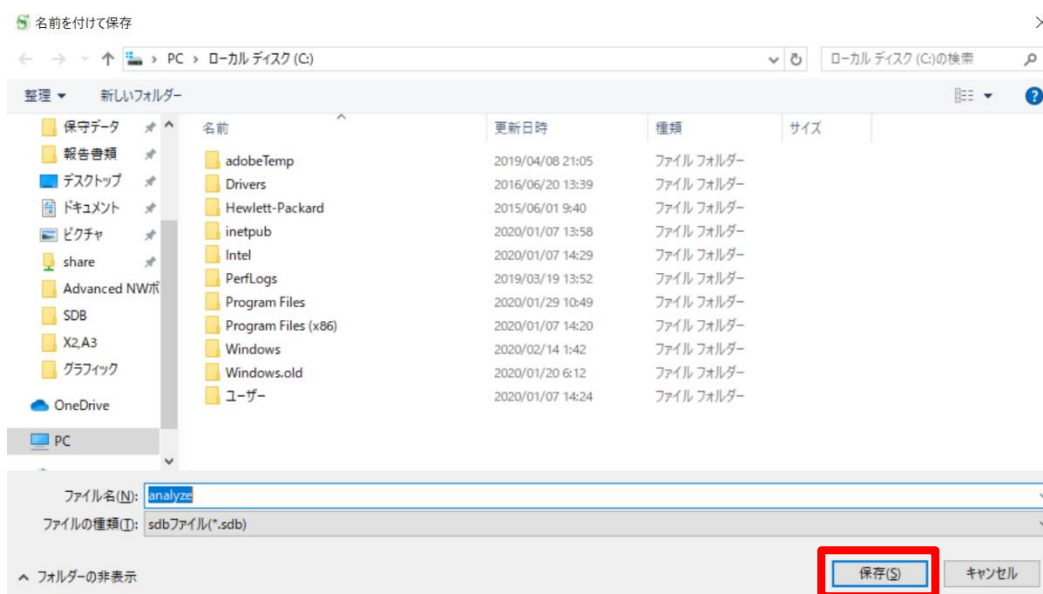 名前を付けて保存
PC › ローカル ディスク (C:)
ローカル ディスク (C:)の検索
整理
新しいフォルダー
保守データ
報告書類
デスクトップ
ドキュメント
ピクチャ
share
Advanced NWボ
SDB
X2,A3
グラフィック
OneDrive
PC
名前 更新日時 種類 サイズ
adobeTemp 2019/04/08 21:05 ファイル フォルダー
Drivers 2016/06/20 13:39 ファイル フォルダー
Hewlett-Packard 2015/06/01 9:40 ファイル フォルダー
inetpub 2020/01/07 13:58 ファイル フォルダー
Intel 2020/01/07 14:29 ファイル フォルダー
PerfLogs 2019/03/19 13:52 ファイル フォルダー
Program Files 2020/01/29 10:49 ファイル フォルダー
Program Files (x86) 2020/01/07 14:20 ファイル フォルダー
Windows 2020/02/14 1:42 ファイル フォルダー
Windows.old 2020/01/20 6:12 ファイル フォルダー
ユーザー 2020/01/07 14:24 ファイル フォルダー
ファイル名(N): analyze
ファイルの種類(T): sdbファイル(*.sdb)
フォルダーの非表示
保存(S)
キャンセル